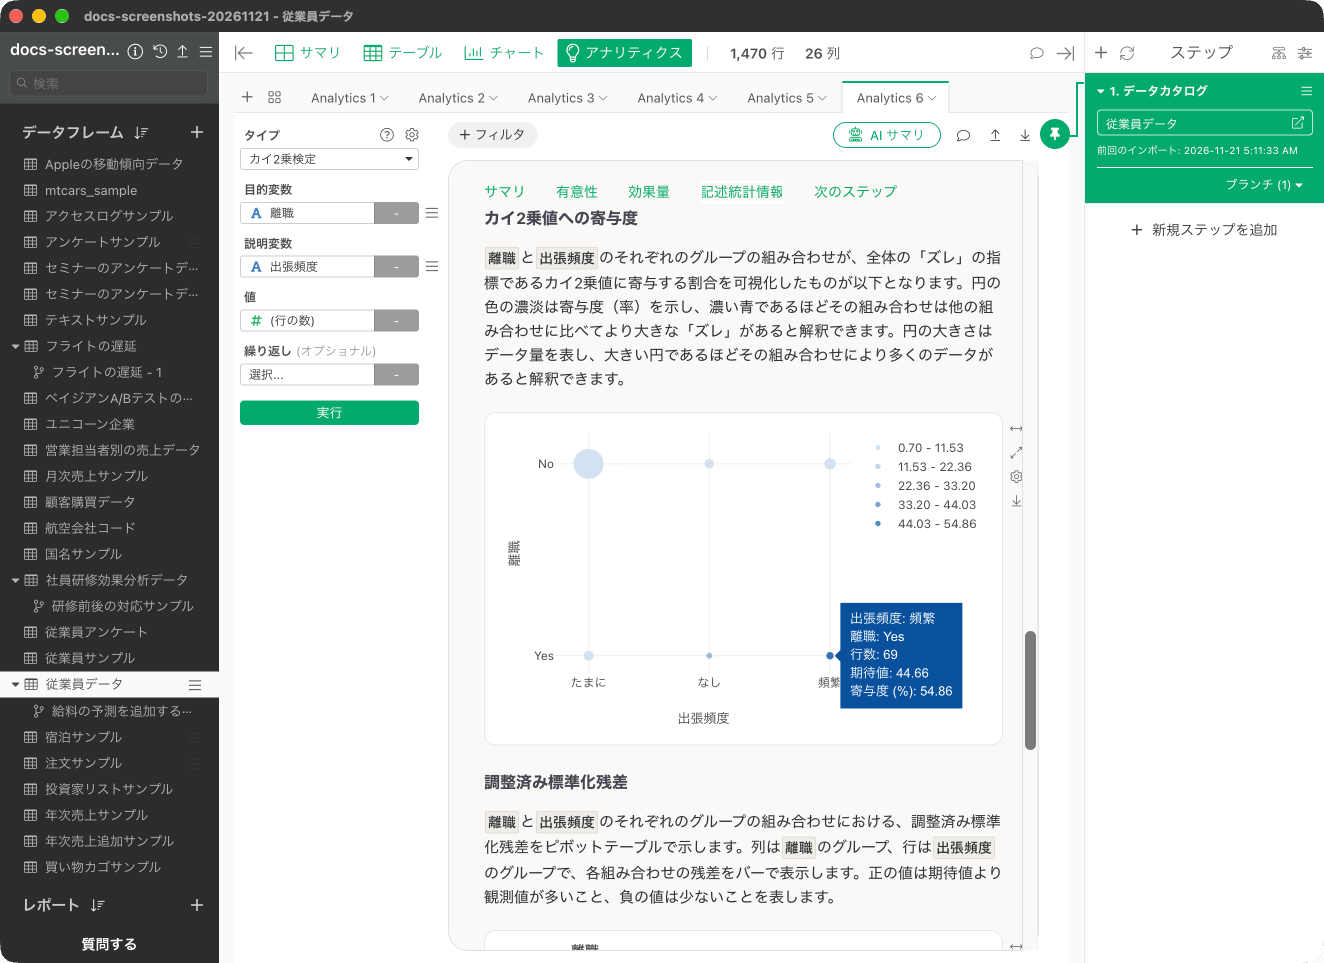 docs-screenshots-20261121 - 従業員データ
docs-screen...
検索
データフレーム
Appleの移動傾向データ
mtcars_sample
アクセスログサンプル
アンケートサンプル
セミナーのアンケートデ...
セミナーのアンケートデ...
テキストサンプル
フライトの遅延
フライトの遅延 - 1
ベイジアンA/Bテストの...
ユニコーン企業
営業担当者別の売上データ
月次売上サンプル
顧客購買データ
航空会社コード
国名サンプル
社員研修効果分析データ
研修前後の対応サンプル
従業員アンケート
従業員サンプル
従業員データ
給料の予測を追加する...
宿泊サンプル
注文サンプル
投資家リストサンプル
年次売上サンプル
年次売上追加サンプル
買い物カゴサンプル
レポート
質問する
サマリ
テーブル
チャート
アナリティクス
1,470 行
26 列
Analytics 1
Analytics 2
Analytics 3
Analytics 4
Analytics 5
Analytics 6
タイプ
カイ2乗検定
目的変数
A 離職 -
説明変数
A 出張頻度 -
値
# (行の数) -
繰り返し (オプショナル)
選択... -
実行
+ フィルタ
AI サマリ
サマリ
有意性
効果量
記述統計情報
次のステップ
カイ2乗値への寄与度
離職 と 出張頻度 のそれぞれのグループの組み合わせが、全体の「ズレ」の指
標であるカイ2乗値に寄与する割合を可視化したものが以下となります。円の
色の濃淡は寄与度（率）を示し、濃い青であるほどその組み合わせは他の組
み合わせに比べてより大きな「ズレ」があると解釈できます。円の大きさは
データ量を表し、大きい円であるほどその組み合わせにより多くのデータが
あると解釈できます。
No
Yes
離職
たまに
なし
頻繁
出張頻度
0.70 - 11.53
11.53 - 22.36
22.36 - 33.20
33.20 - 44.03
44.03 - 54.86
出張頻度: 頻繁
離職: Yes
行数: 69
期待値: 44.66
寄与度 (%): 54.86
調整済み標準化残差
離職 と 出張頻度 のそれぞれのグループの組み合わせにおける、調整済み標準
化残差をピボットテーブルで示します。列は 離職 のグループ、行は 出張頻度
のグループで、各組み合わせの残差をバーで表示します。正の値は期待値より
観測値が多いこと、負の値は少ないことを表します。
離職
ステップ
1. データカタログ
従業員データ
前回のインポート: 2026-11-21 5:11:33 AM
ブランチ (1)
+ 新規ステップを追加